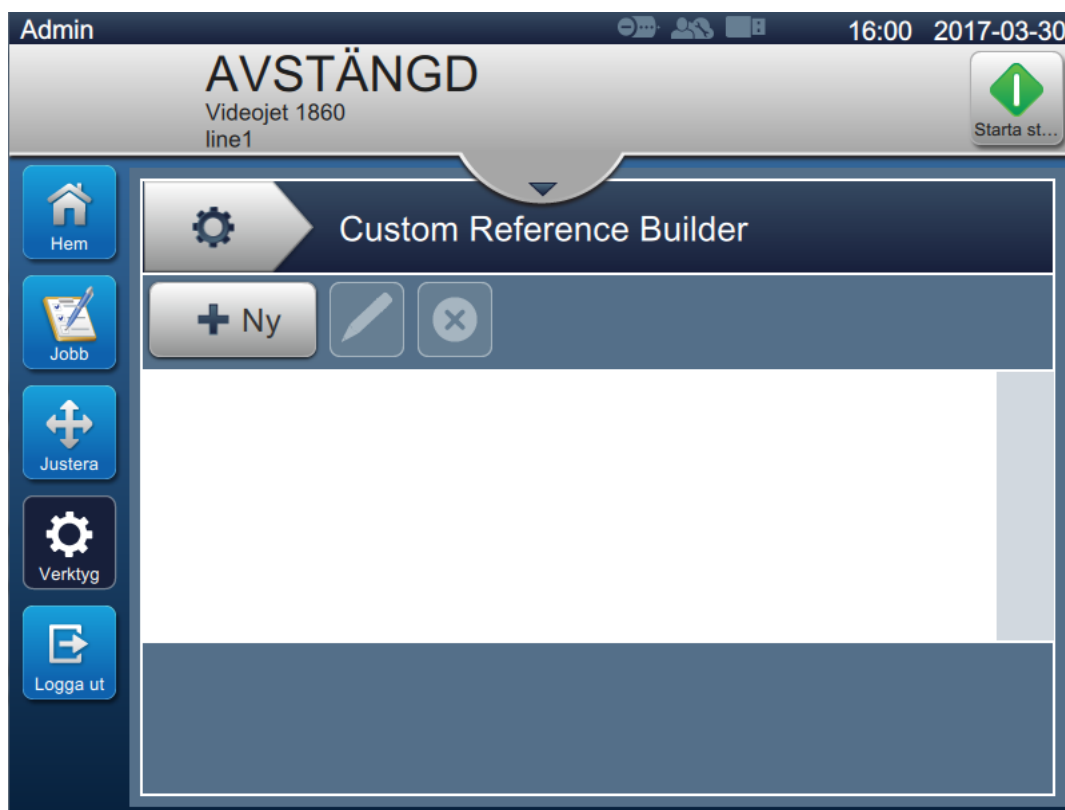 Admin 16:00 2017-03-30
AVSTÄNGD
Videojet 1860
line1
Starta st...
Hem
Custom Reference Builder
Ny
Jobb
Justera
Verktyg
Logga ut